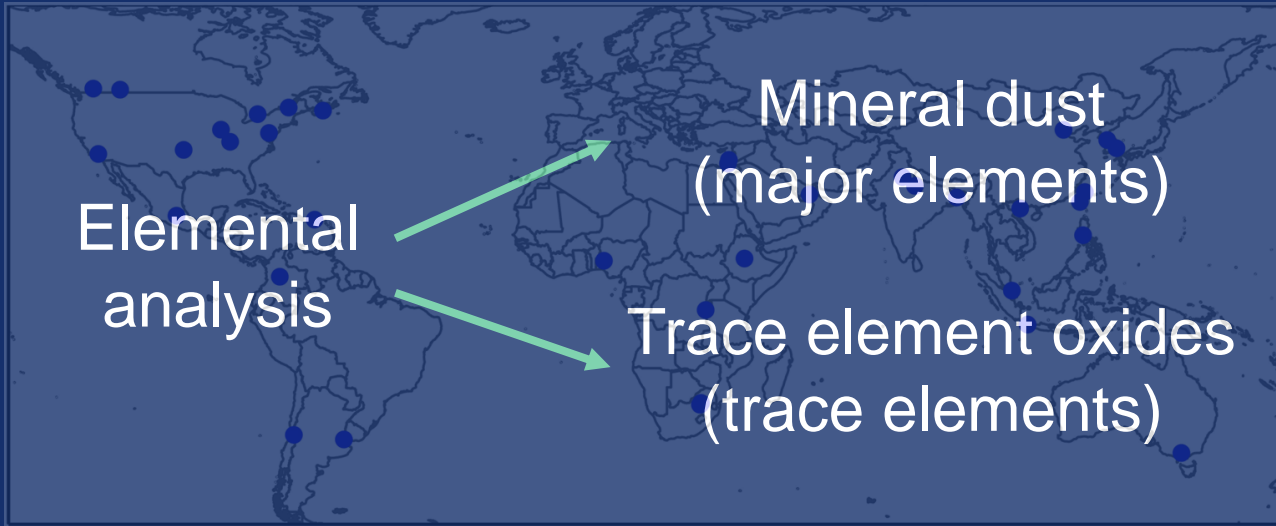 Elemental
analysis
Mineral dust
(major elements)
Trace element oxides
(trace elements)